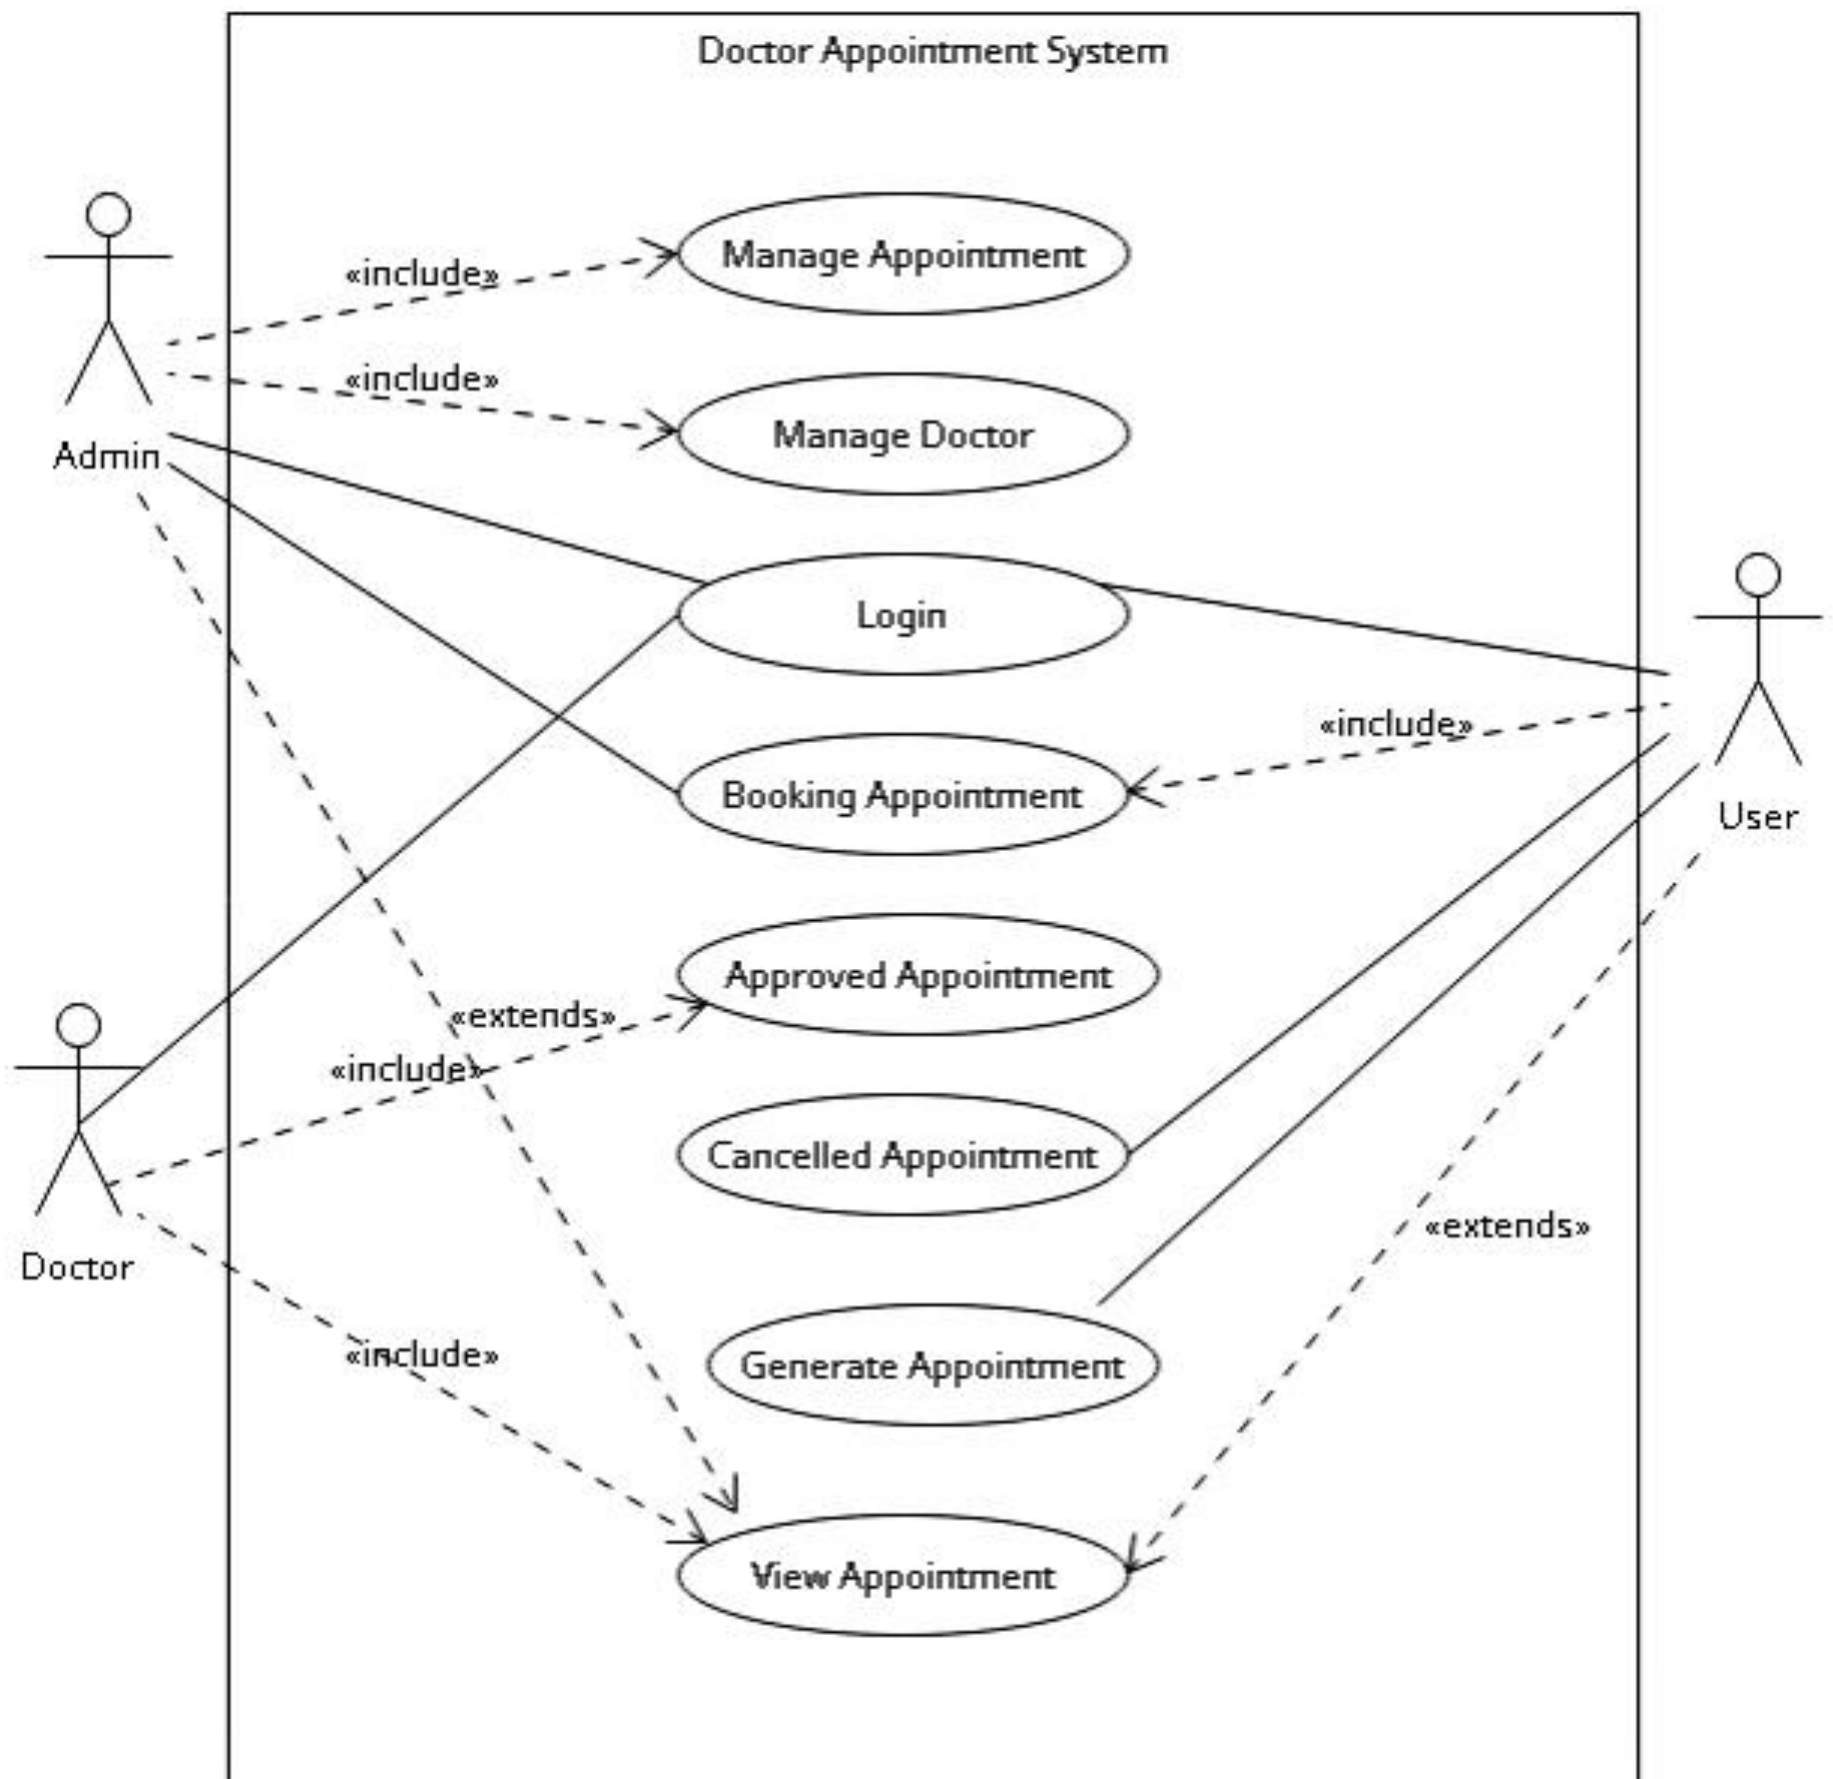 Doctor Appointment System
Manage Appointment
«include»
«include»
Manage Doctor
Admin
Login
«include»
Booking Appointment
User
Approved Appointment
«extends»
«include»
Cancelled Appointment
«extends»
Doctor
«include»
Generate Appointment
View Appointment